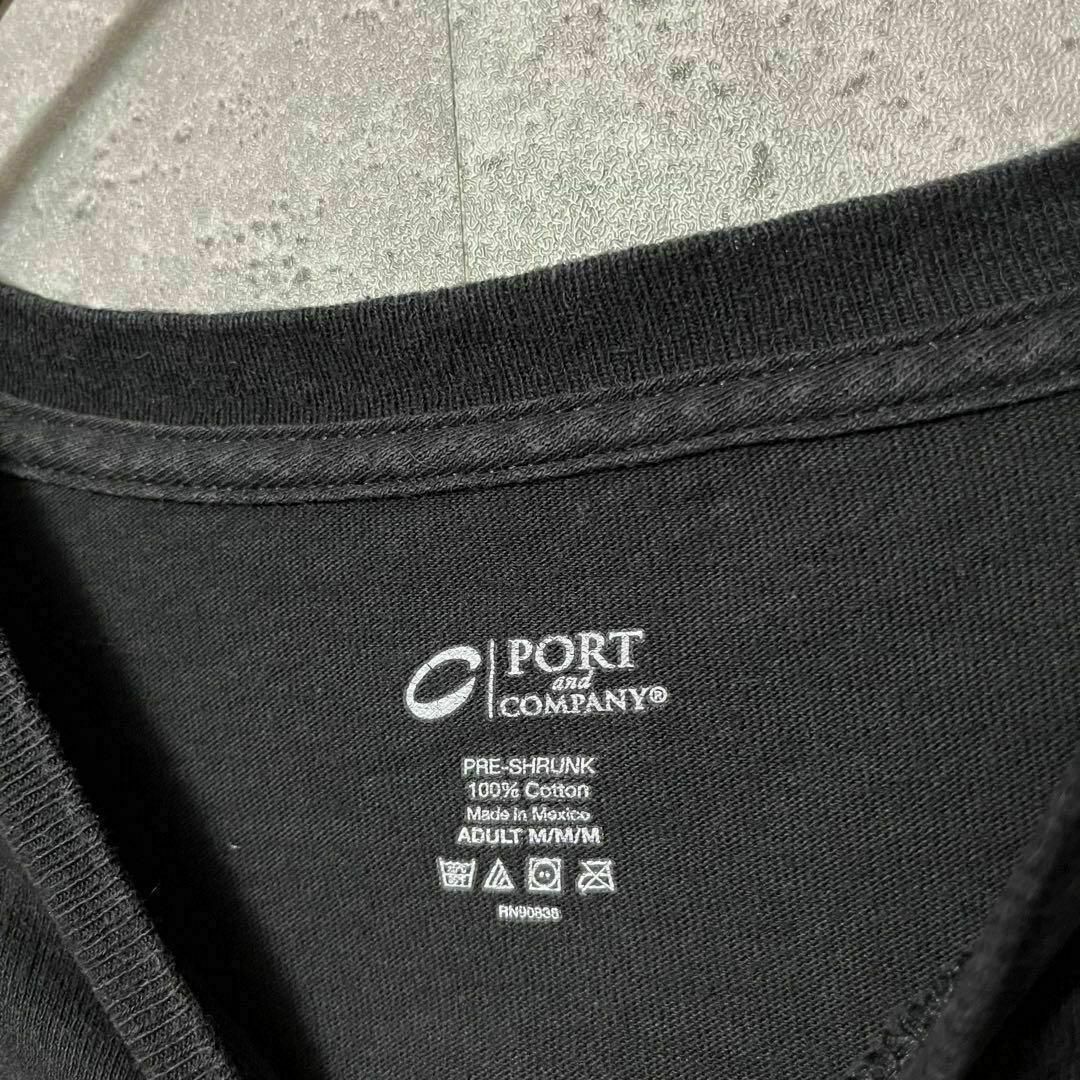 PORT
and
COMPANY®
PRE-SHRUNK
100% Cotton
Made in Mexico
ADULT M/M/M
RN90836